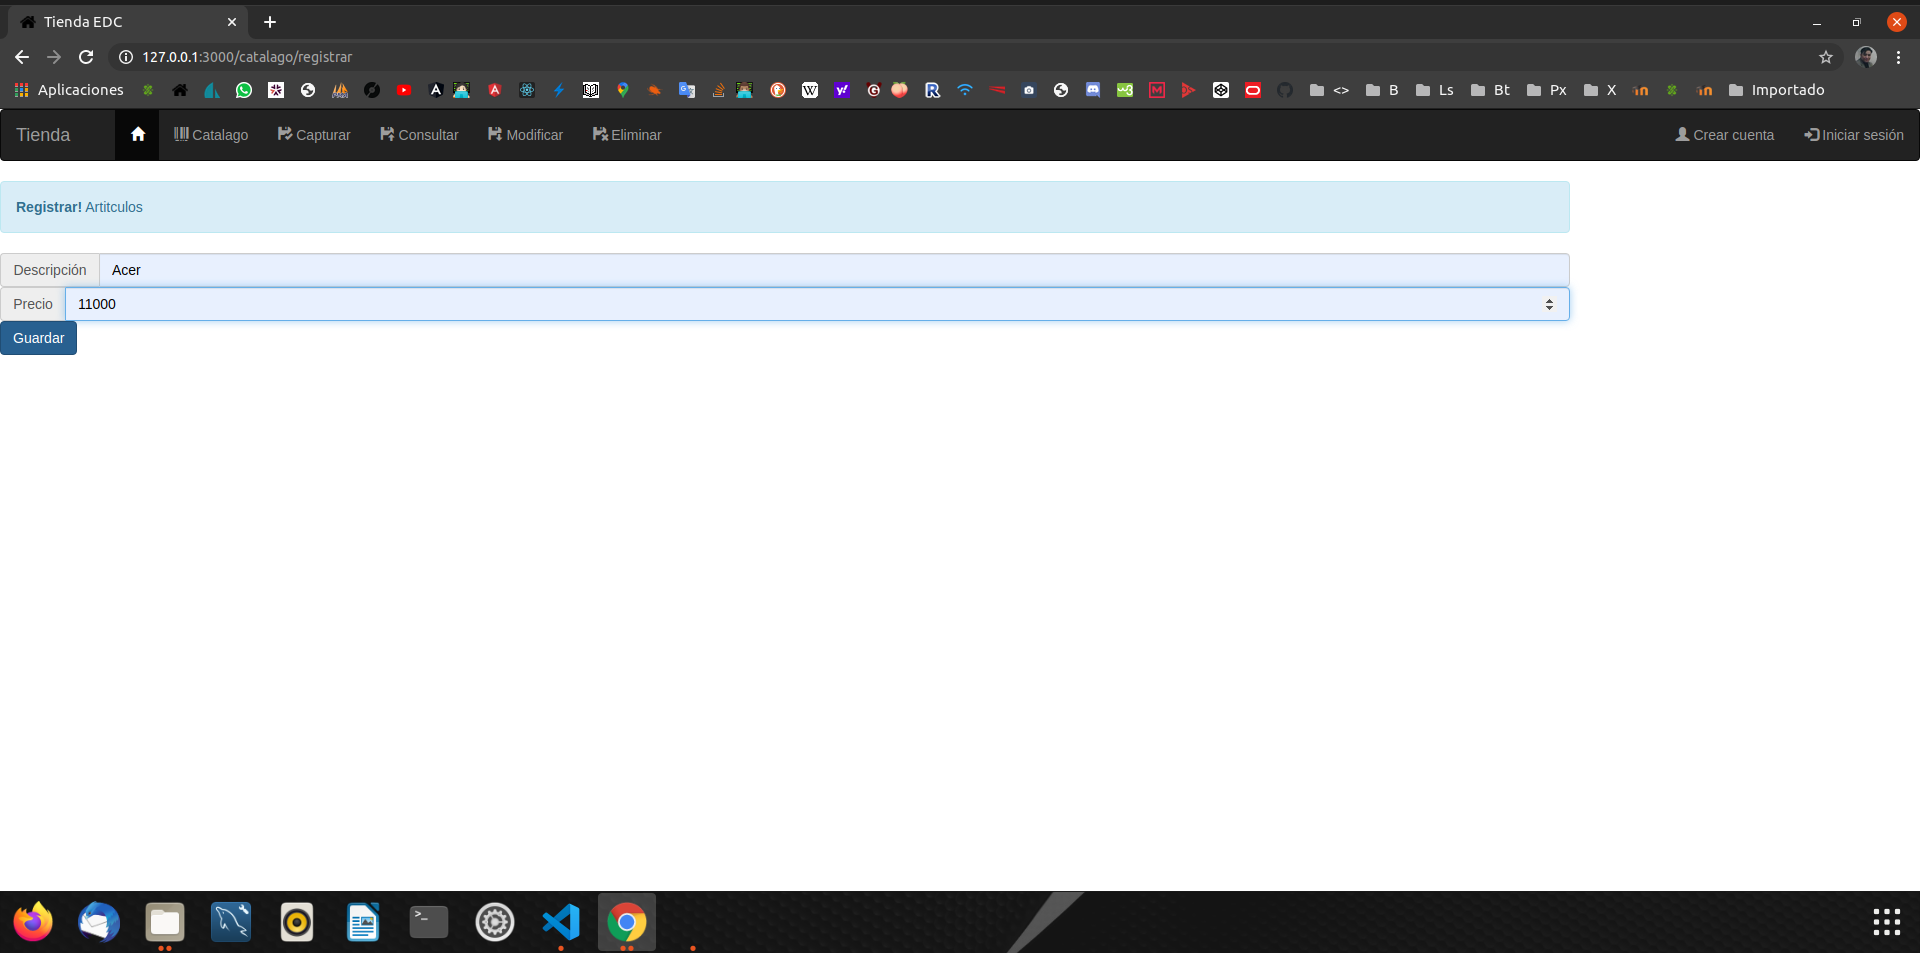 Tienda EDC
127.0.0.1:3000/catalago/registrar
Aplicaciones <> B Ls Bt Px X Importado
Tienda Catalago Capturar Consultar Modificar Eliminar Crear cuenta Iniciar sesión
Registrar! Artitculos
Descripción Acer
Precio 11000
Guardar